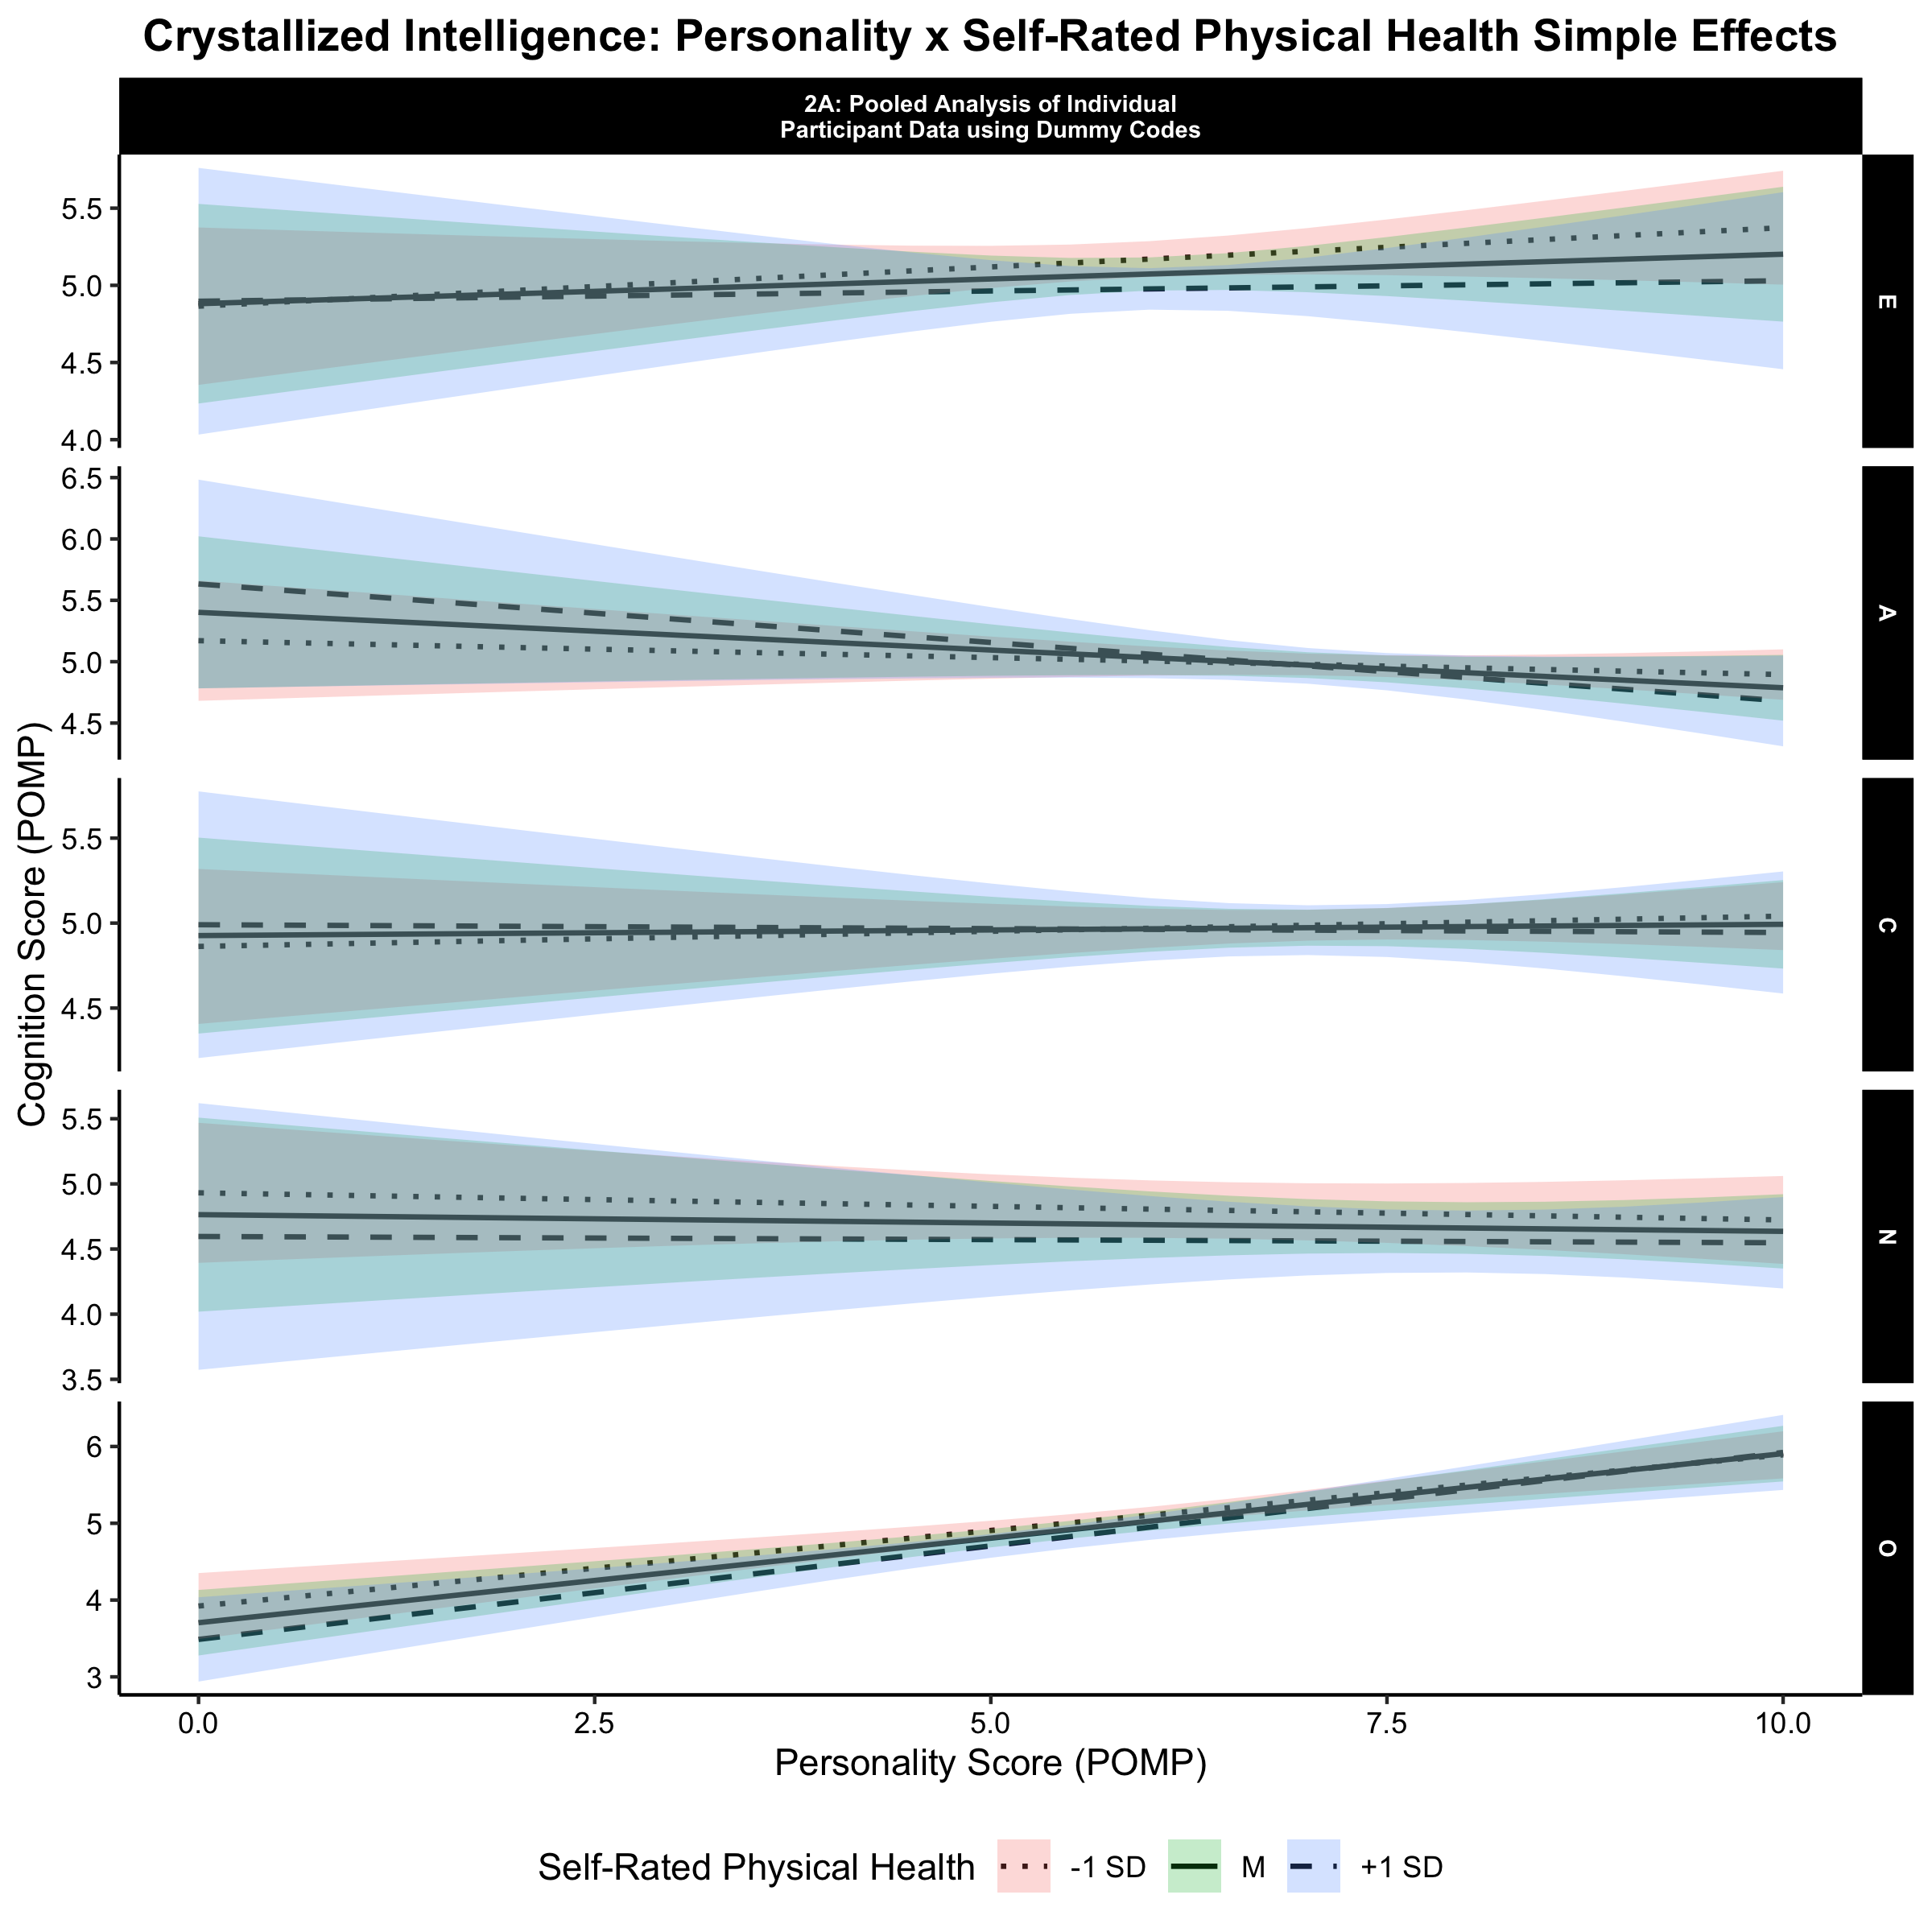 Crystallized Intelligence: Personality x Self-Rated Physical Health Simple Effects
2A: Pooled Analysis of Individual
Participant Data using Dummy Codes
Cognition Score (POMP)
5.5
5.0
4.5
4.0
E
6.5
6.0
5.5
5.0
4.5
A
5.5
5.0
4.5
C
5.5
5.0
4.5
4.0
3.5
N
6
5
4
3
O
0.0 2.5 5.0 7.5 10.0
Personality Score (POMP)
Self-Rated Physical Health -1 SD M +1 SD